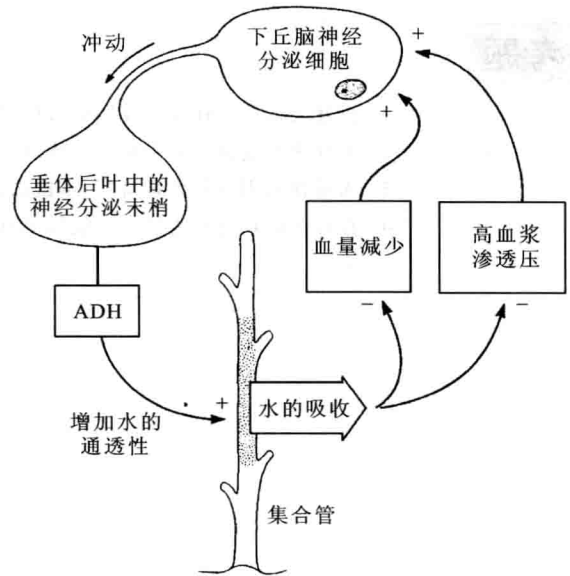 冲动
下丘脑神经
分泌细胞
+
+
垂体后叶中的
神经分泌末梢
血量减少
高血浆
渗透压
−
−
ADH
+
水的吸收
增加水的
通透性
集合管